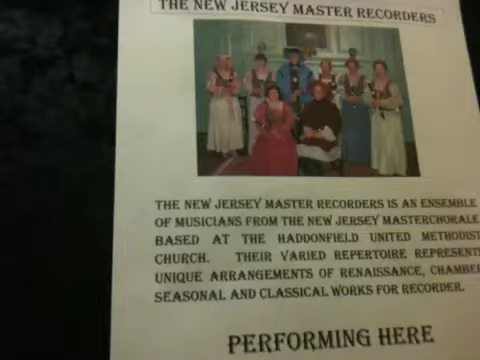 THE NEW JERSEY MASTER RECORDERS
THE NEW JERSEY MASTER RECORDERS IS AN ENSEMBLE
OF MUSICIANS FROM THE NEW JERSEY MASTERCHORALE
BASED AT THE HADDONFIELD UNITED METHODIST
CHURCH. THEIR VARIED REPERTOIRE REPRESENTS
UNIQUE ARRANGEMENTS OF RENAISSANCE, CHAMBER
SEASONAL AND CLASSICAL WORKS FOR RECORDER.
PERFORMING HERE